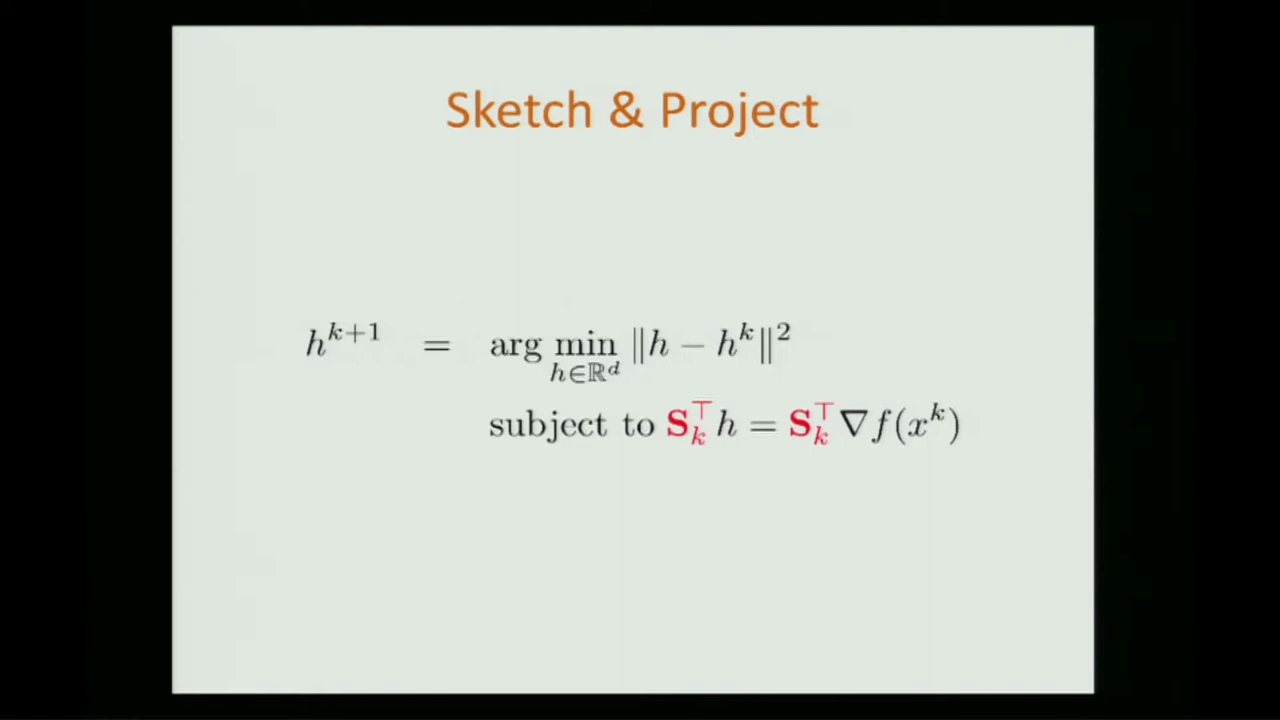 Sketch & Project
h^{k+1} = arg min_{h∈ℝ^d} ‖h − h^k‖^2
subject to S_k^⊤ h = S_k^⊤ ∇f(x^k)